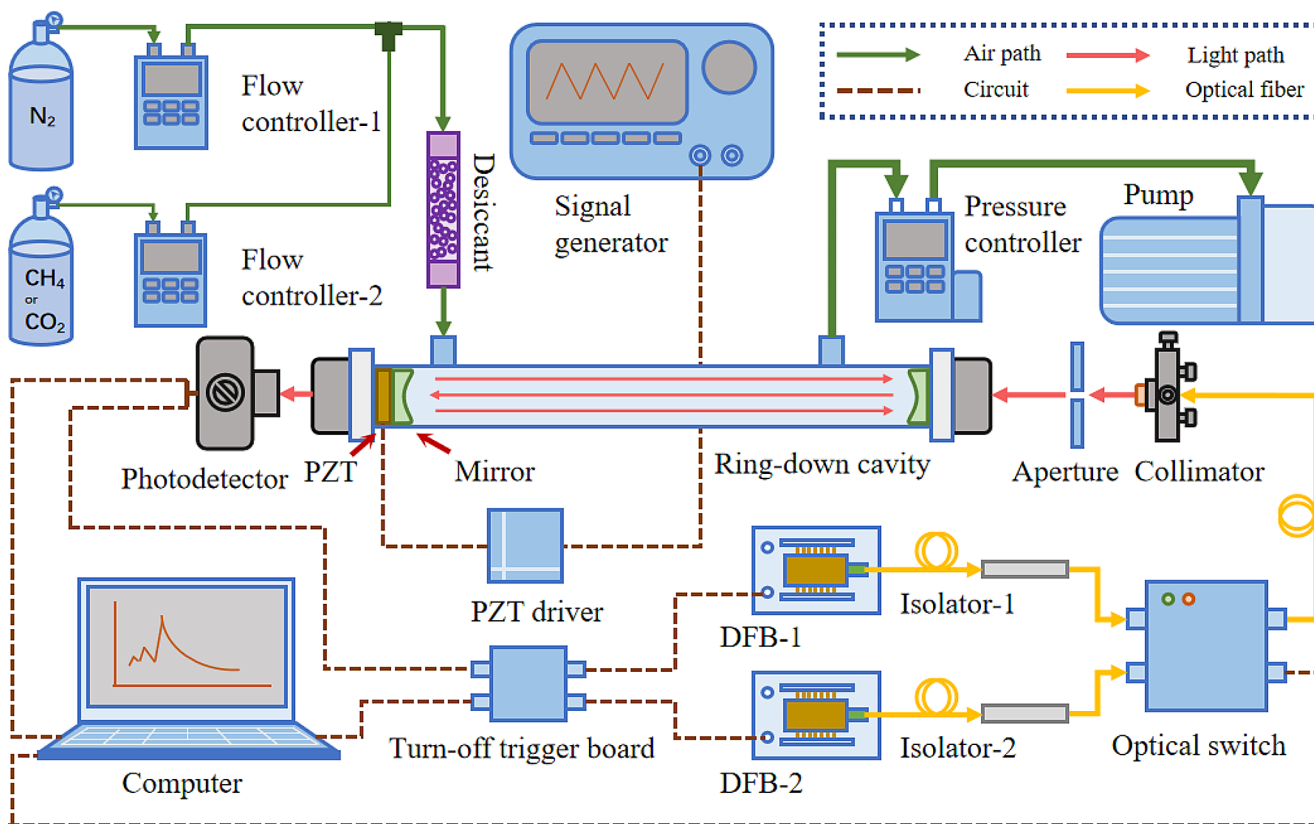 N₂
Flow
controller-1
CH₄
or
CO₂
Flow
controller-2
Desiccant
Signal
generator
Air path
Light path
Circuit
Optical fiber
Pressure
controller
Pump
Photodetector
PZT
Mirror
Ring-down cavity
Aperture
Collimator
PZT driver
DFB-1
Isolator-1
Turn-off trigger board
DFB-2
Isolator-2
Optical switch
Computer